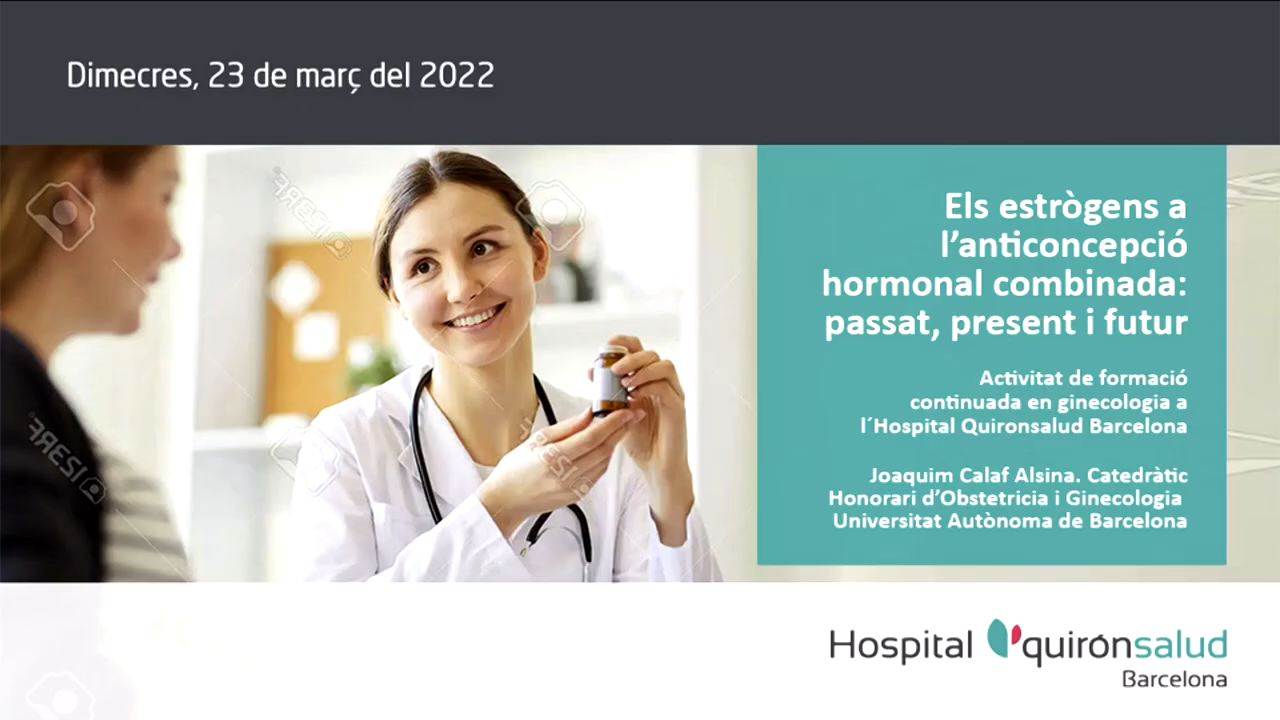 Dimecres, 23 de març del 2022
Els estrògens a
l’anticoncepció
hormonal combinada:
passat, present i futur
Activitat de formació
continuada en ginecologia a
l´Hospital Quironsalud Barcelona
Joaquim Calaf Alsina. Catedràtic
Honorari d’Obstetricia i Ginecologia
Universitat Autònoma de Barcelona
Hospital quirónsalud
Barcelona